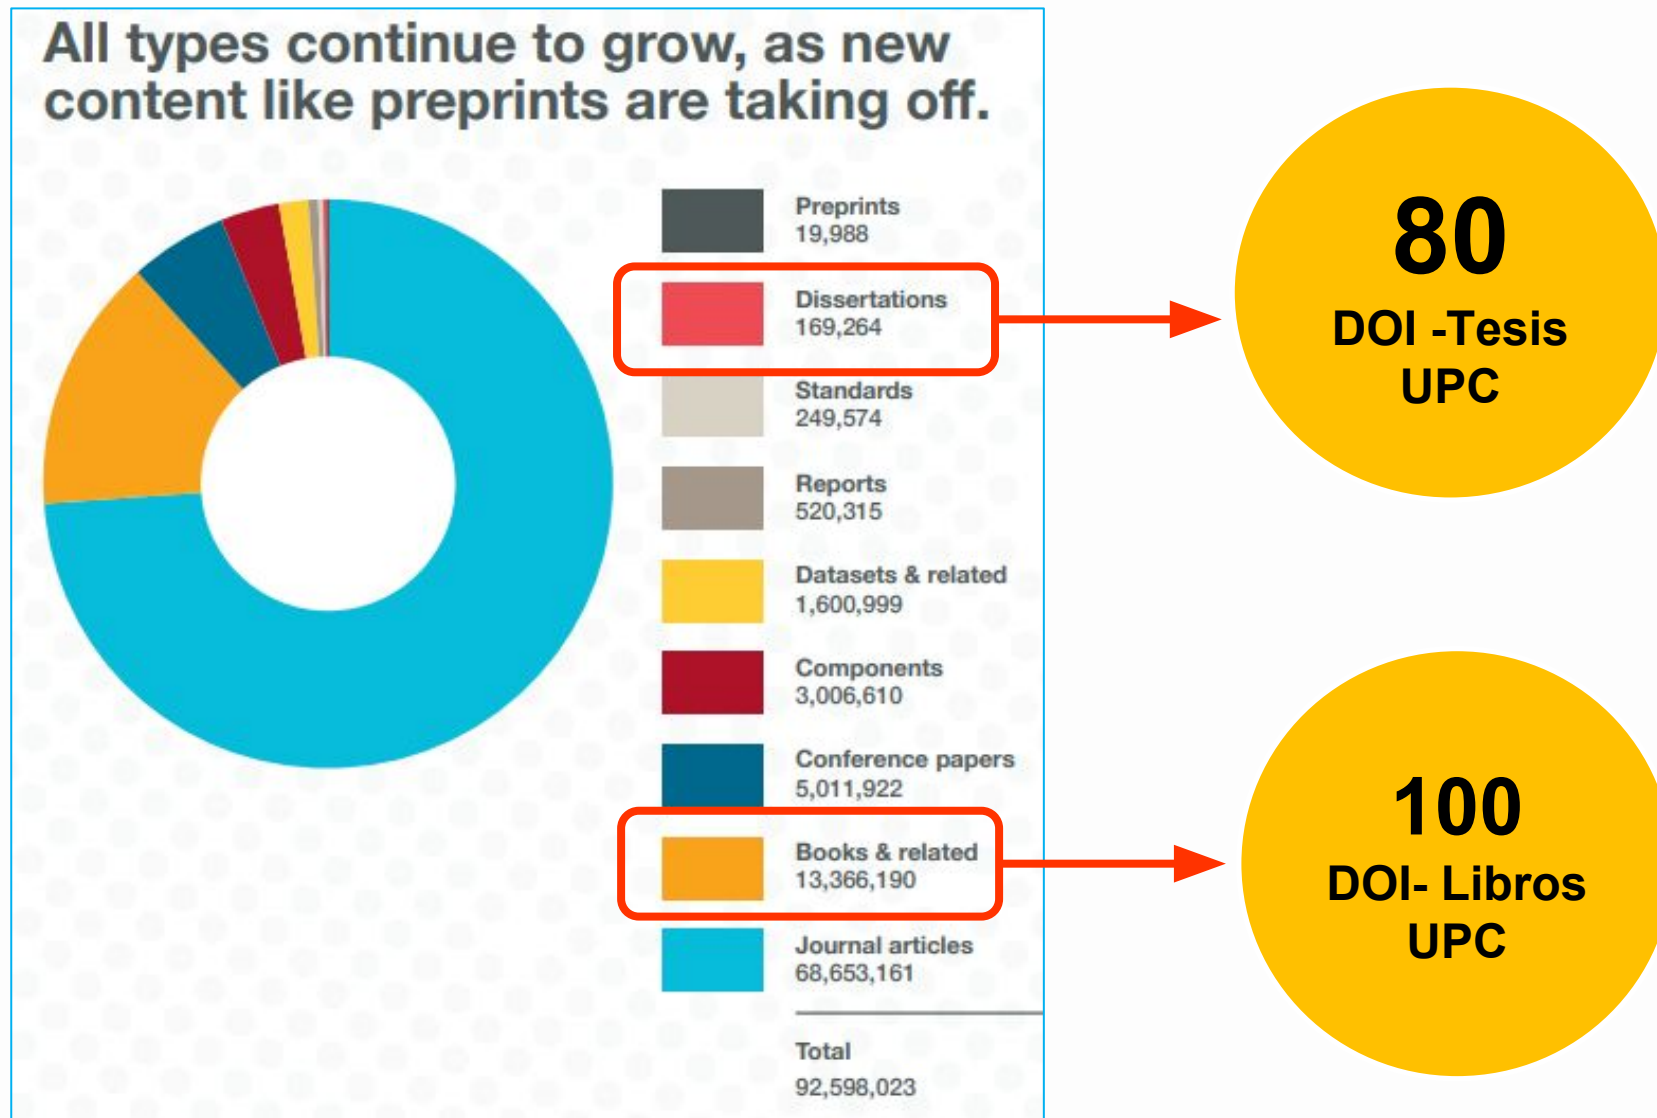 All types continue to grow, as new
content like preprints are taking off.
Preprints
19,988
Dissertations
169,264
Standards
249,574
Reports
520,315
Datasets & related
1,600,999
Components
3,006,610
Conference papers
5,011,922
Books & related
13,366,190
Journal articles
68,653,161
Total
92,598,023
80
DOI -Tesis
UPC
100
DOI- Libros
UPC